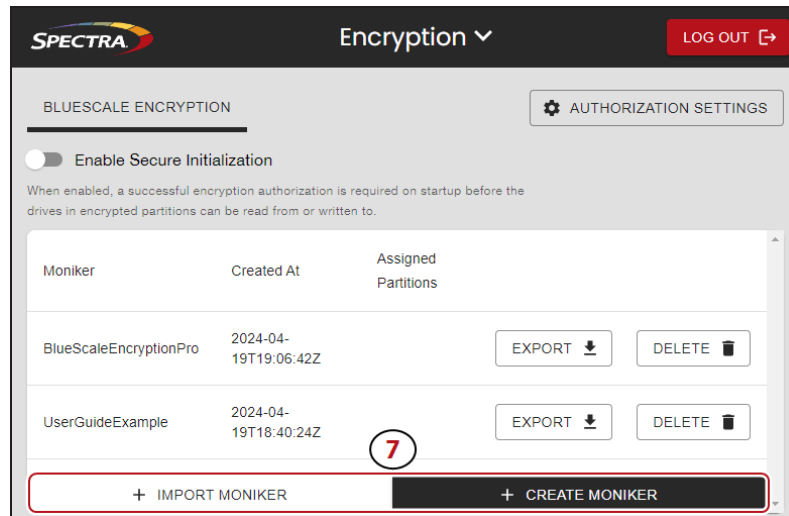 SPECTRA
Encryption
LOG OUT
BLUESCALE ENCRYPTION
AUTHORIZATION SETTINGS
Enable Secure Initialization
When enabled, a successful encryption authorization is required on startup before the
drives in encrypted partitions can be read from or written to.
Moniker
Created At
Assigned
Partitions
BlueScaleEncryptionPro
2024-04-
19T19:06:42Z
EXPORT
DELETE
UserGuideExample
2024-04-
19T18:40:24Z
EXPORT
DELETE
7
+ IMPORT MONIKER
+ CREATE MONIKER